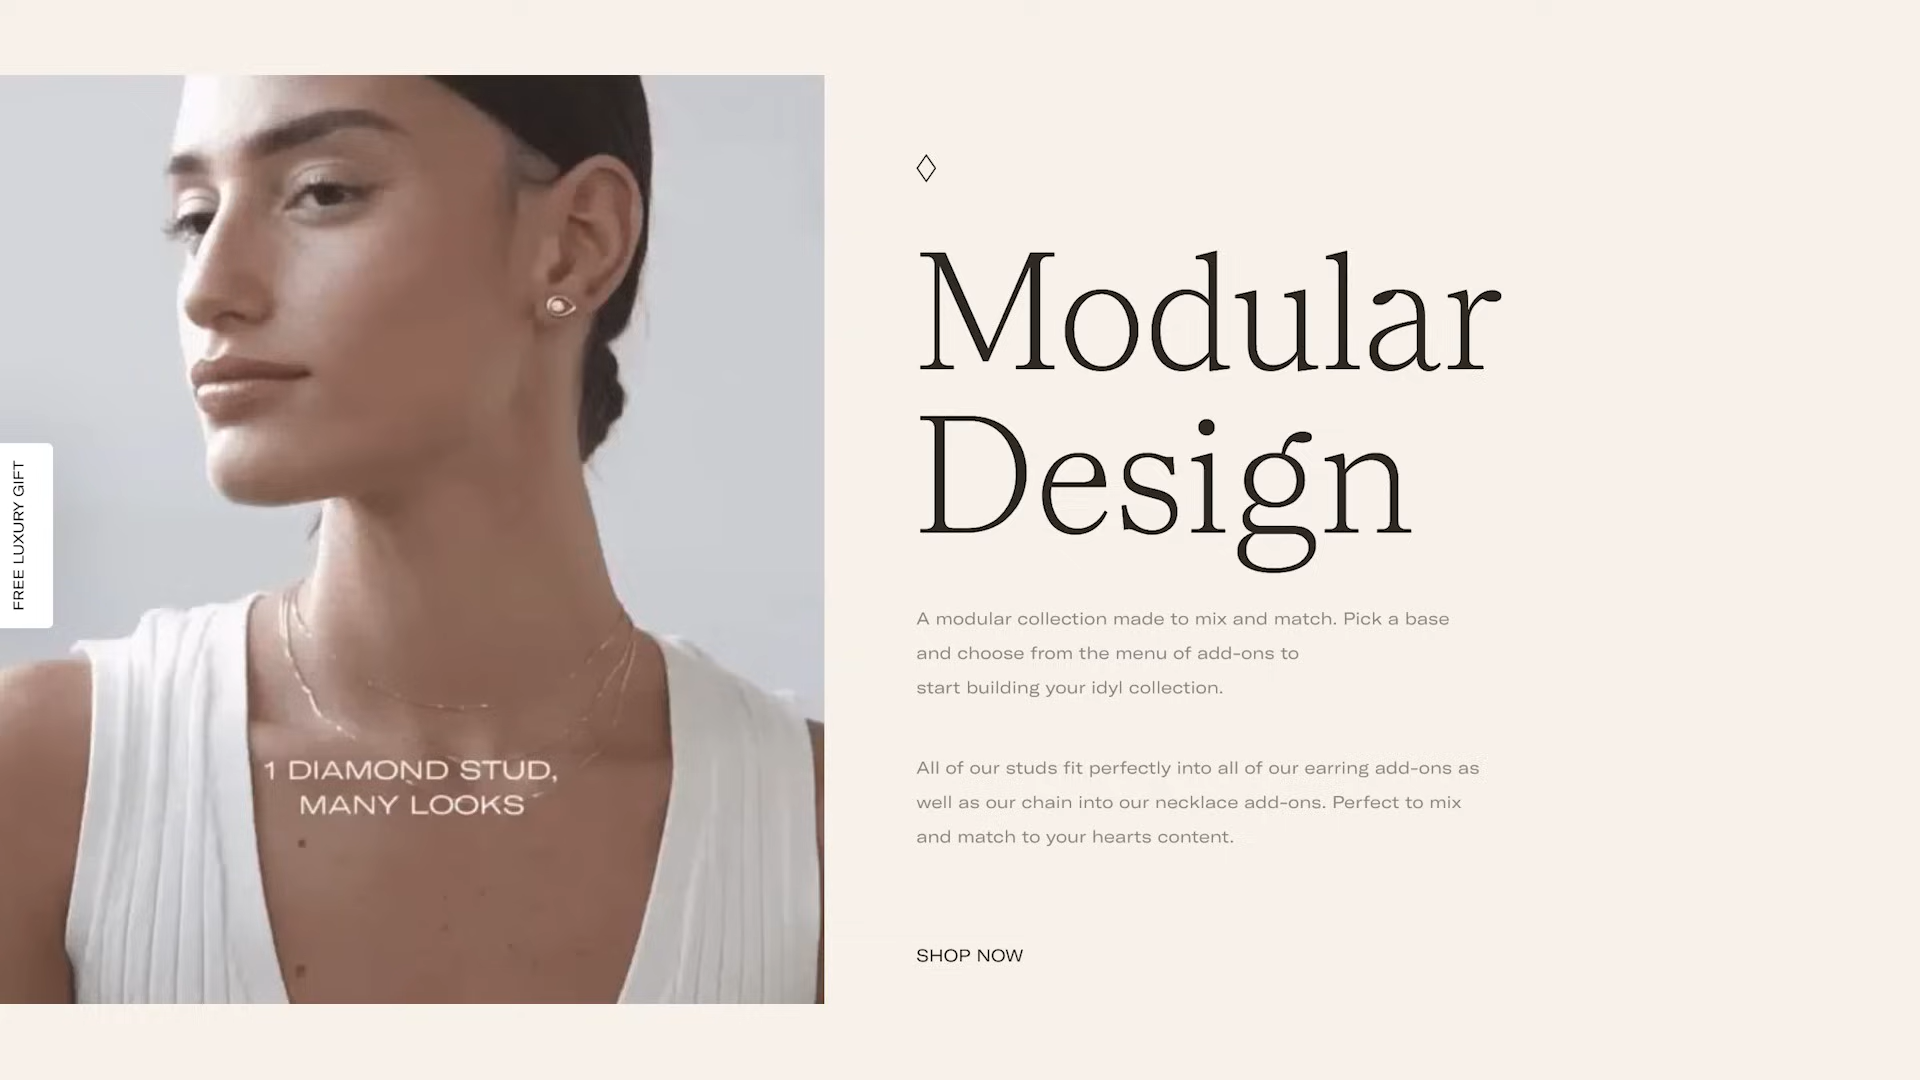 FREE LUXURY GIFT
1 DIAMOND STUD,
MANY LOOKS
Modular
Design
A modular collection made to mix and match. Pick a base
and choose from the menu of add-ons to
start building your idyl collection.
All of our studs fit perfectly into all of our earring add-ons as
well as our chain into our necklace add-ons. Perfect to mix
and match to your hearts content.
SHOP NOW